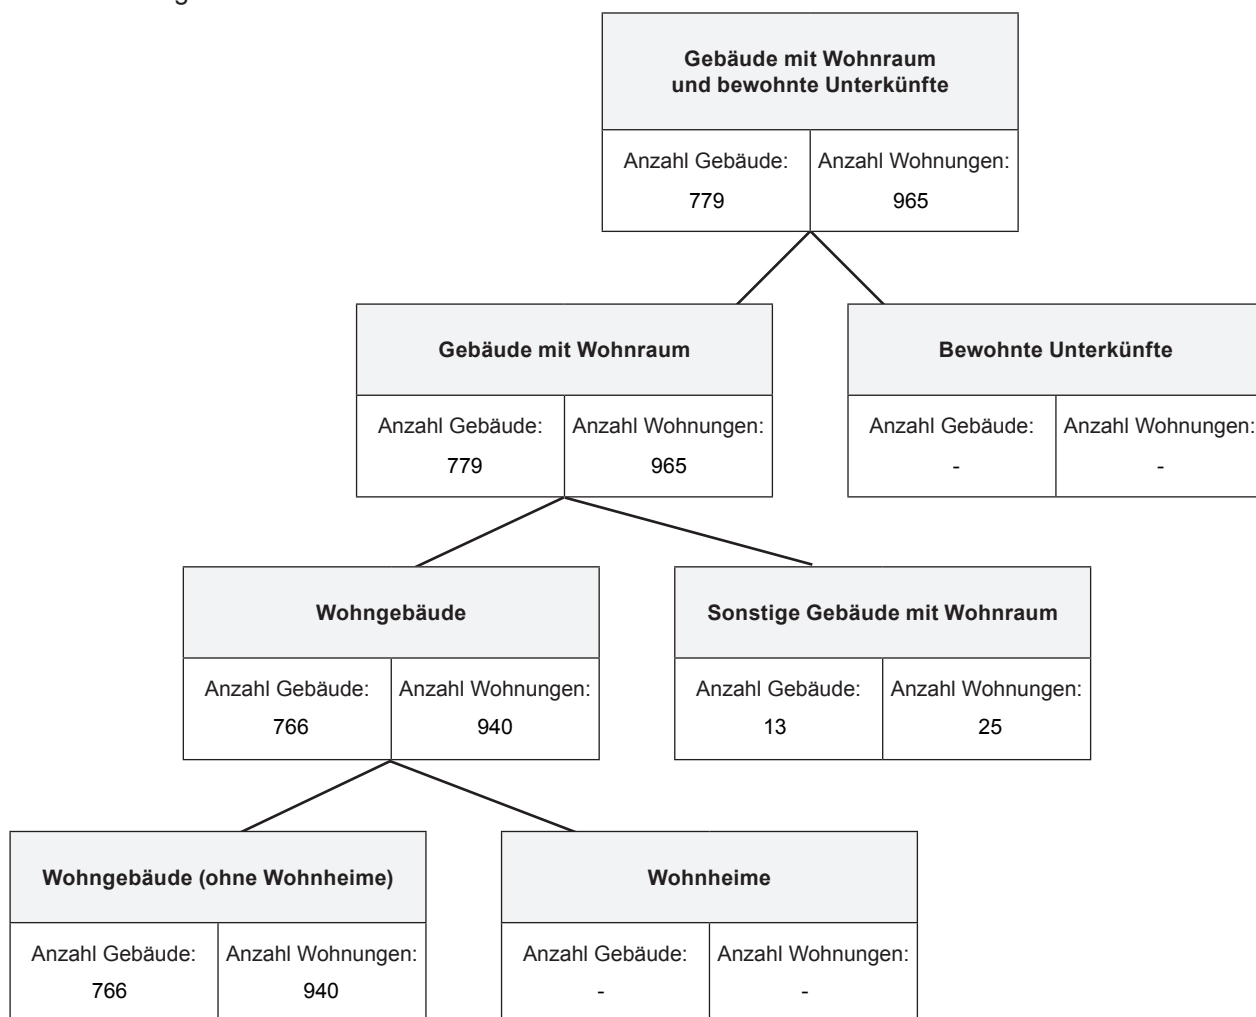 Gebäude mit Wohnraum
und bewohnte Unterkünfte
Anzahl Gebäude: Anzahl Wohnungen:
779 965
Gebäude mit Wohnraum
Anzahl Gebäude: Anzahl Wohnungen:
779 965
Bewohnte Unterkünfte
Anzahl Gebäude: Anzahl Wohnungen:
- -
Wohngebäude
Anzahl Gebäude: Anzahl Wohnungen:
766 940
Sonstige Gebäude mit Wohnraum
Anzahl Gebäude: Anzahl Wohnungen:
13 25
Wohngebäude (ohne Wohnheime)
Anzahl Gebäude: Anzahl Wohnungen:
766 940
Wohnheime
Anzahl Gebäude: Anzahl Wohnungen:
- -